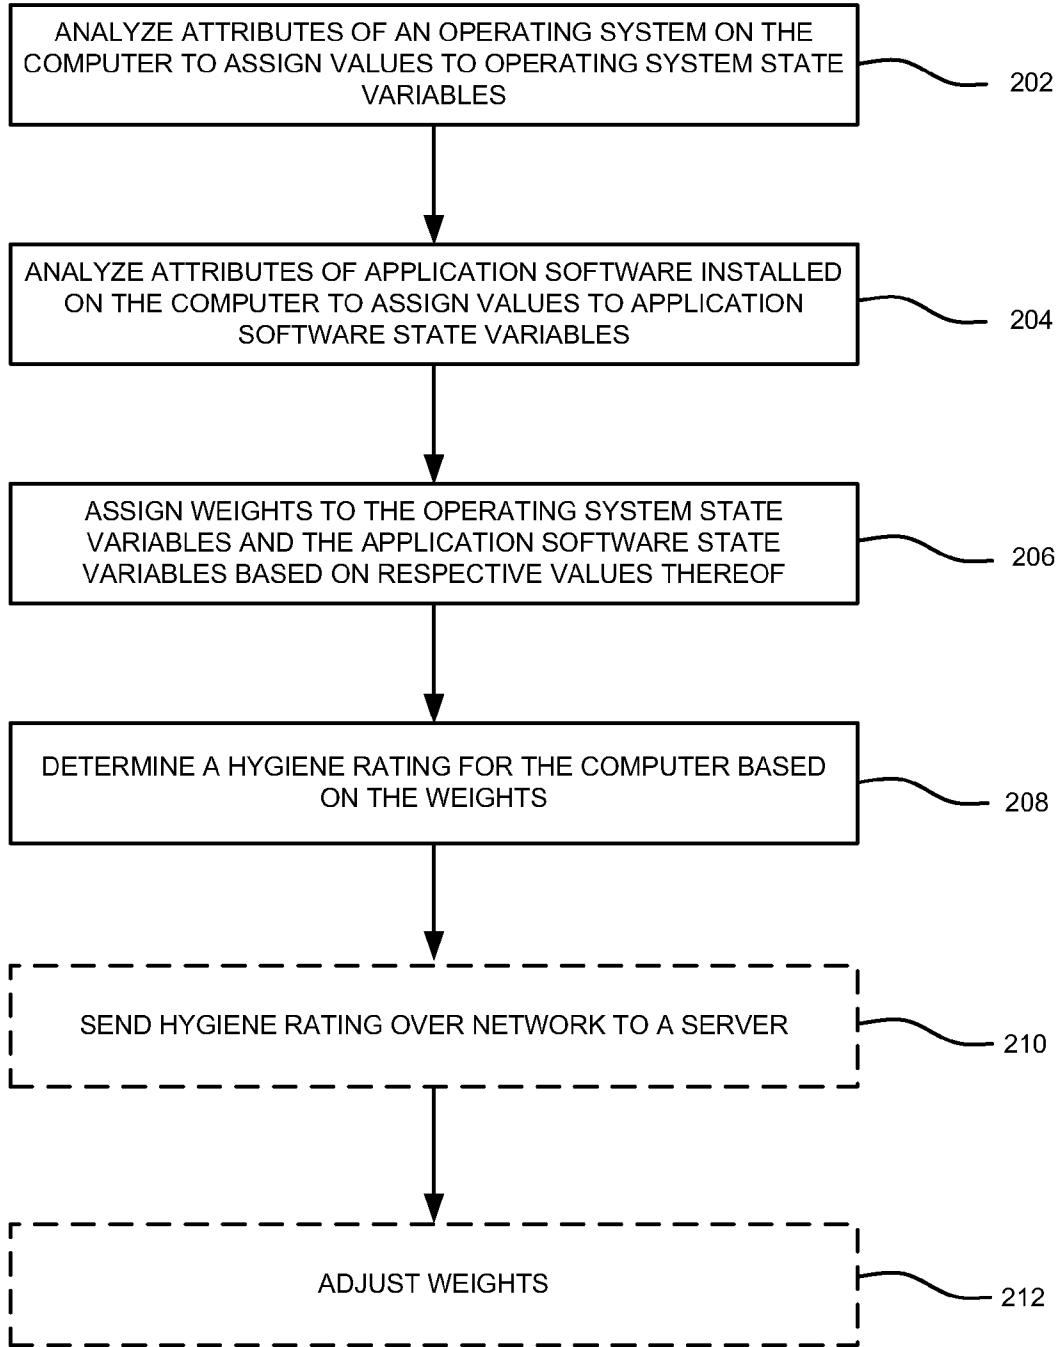 ANALYZE ATTRIBUTES OF AN OPERATING SYSTEM ON THE
COMPUTER TO ASSIGN VALUES TO OPERATING SYSTEM STATE
VARIABLES
202
ANALYZE ATTRIBUTES OF APPLICATION SOFTWARE INSTALLED
ON THE COMPUTER TO ASSIGN VALUES TO APPLICATION
SOFTWARE STATE VARIABLES
204
ASSIGN WEIGHTS TO THE OPERATING SYSTEM STATE
VARIABLES AND THE APPLICATION SOFTWARE STATE
VARIABLES BASED ON RESPECTIVE VALUES THEREOF
206
DETERMINE A HYGIENE RATING FOR THE COMPUTER BASED
ON THE WEIGHTS
208
SEND HYGIENE RATING OVER NETWORK TO A SERVER
210
ADJUST WEIGHTS
212